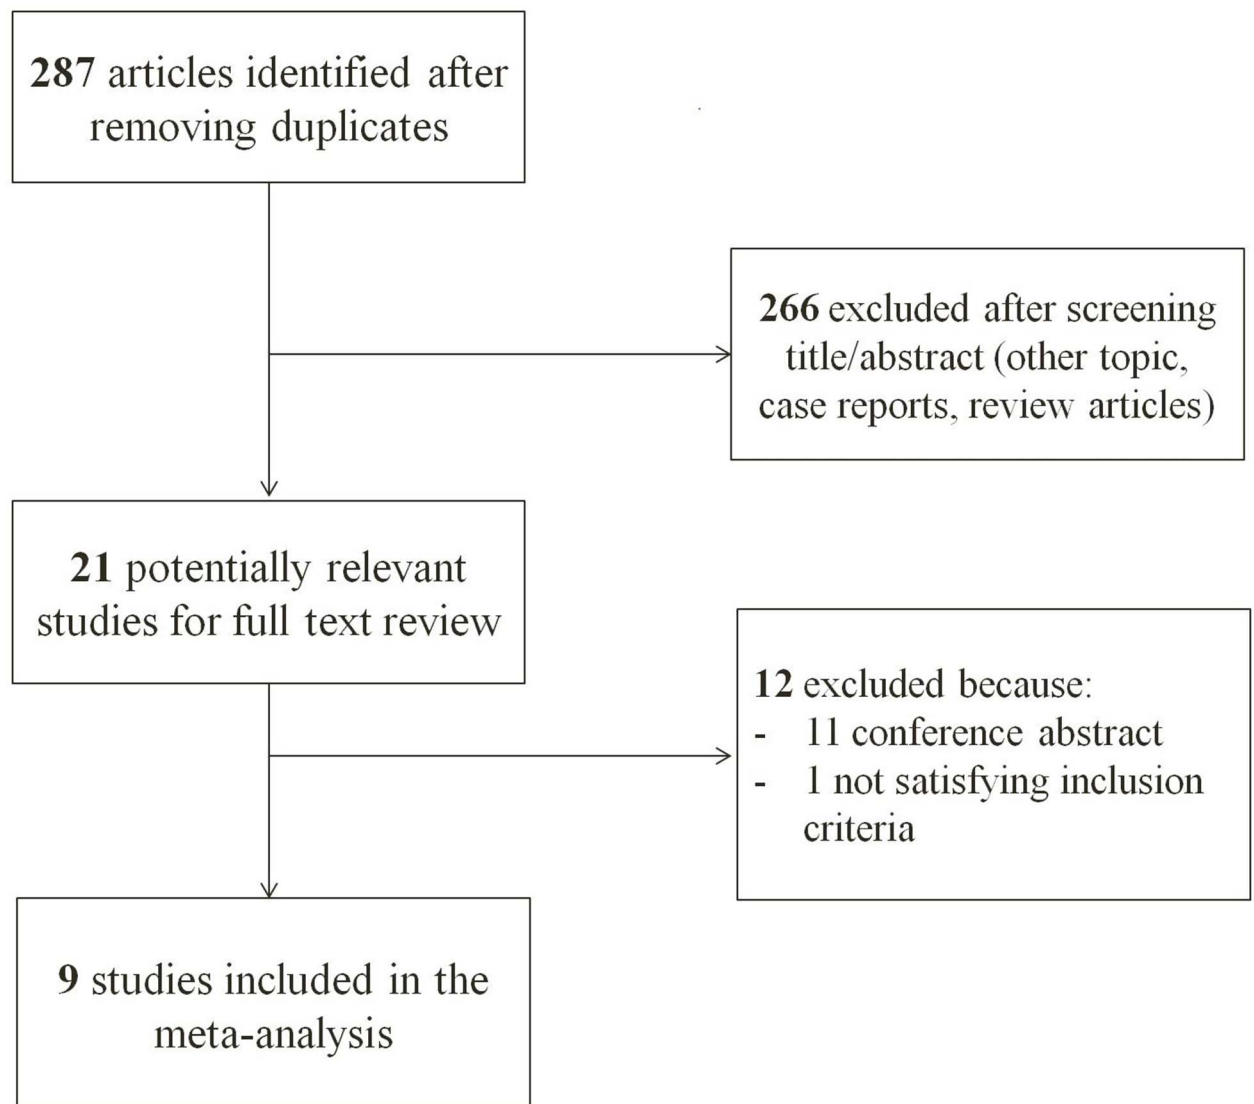 287 articles identified after
removing duplicates
266 excluded after screening
title/abstract (other topic,
case reports, review articles)
21 potentially relevant
studies for full text review
12 excluded because:
- 11 conference abstract
- 1 not satisfying inclusion
criteria
9 studies included in the
meta-analysis